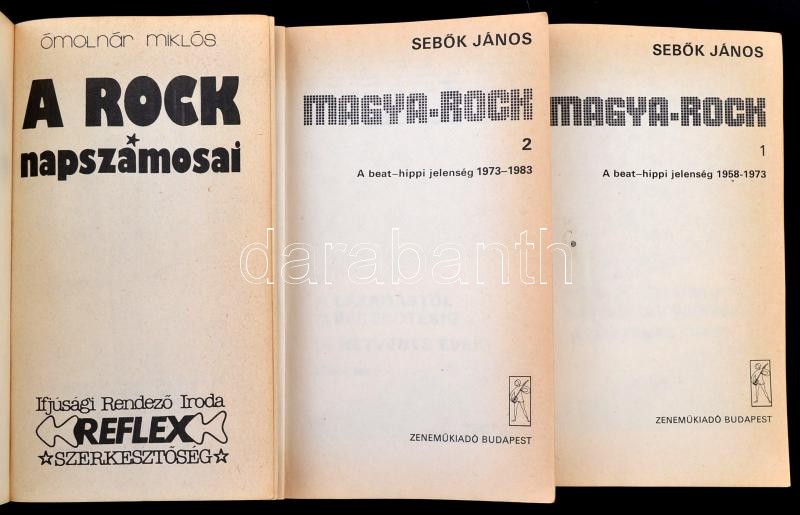 ómolnár miklós
A ROCK
napszámosai
Ifjúsági Rendező Iroda
REFLEX
☆SZERKESZTŐSÉG☆
SEBŐK JÁNOS
MAGYA-ROCK
2
A beat–hippi jelenség 1973–1983
ZENEMŰKIADÓ BUDAPEST
SEBŐK JÁNOS
MAGYA-ROCK
1
A beat–hippi jelenség 1958-1973
ZENEMŰKIADÓ BUDAPEST
darabanth